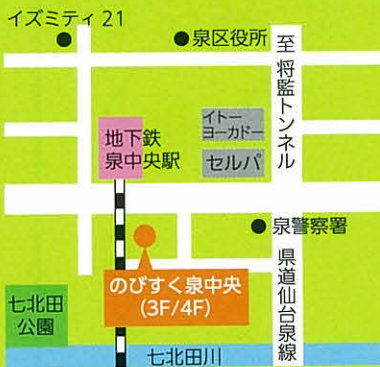 イズミティ 21
泉区役所
至 将監トンネル
イトー
ヨーカドー
地下鉄
泉中央駅
セルバ
泉警察署
のびすく泉中央
(3F/4F)
県道仙台泉線
七北田
公園
七北田川